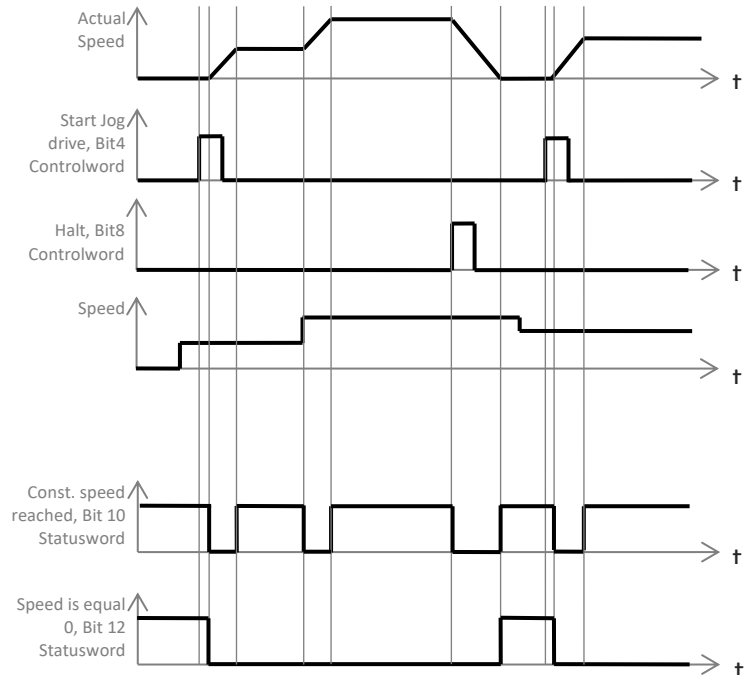 Actual
Speed
t
Start Jog
drive, Bit4
Controlword
t
Halt, Bit8
Controlword
t
Speed
t
Const. speed
reached, Bit 10
Statusword
t
Speed is equal
0, Bit 12
Statusword
t